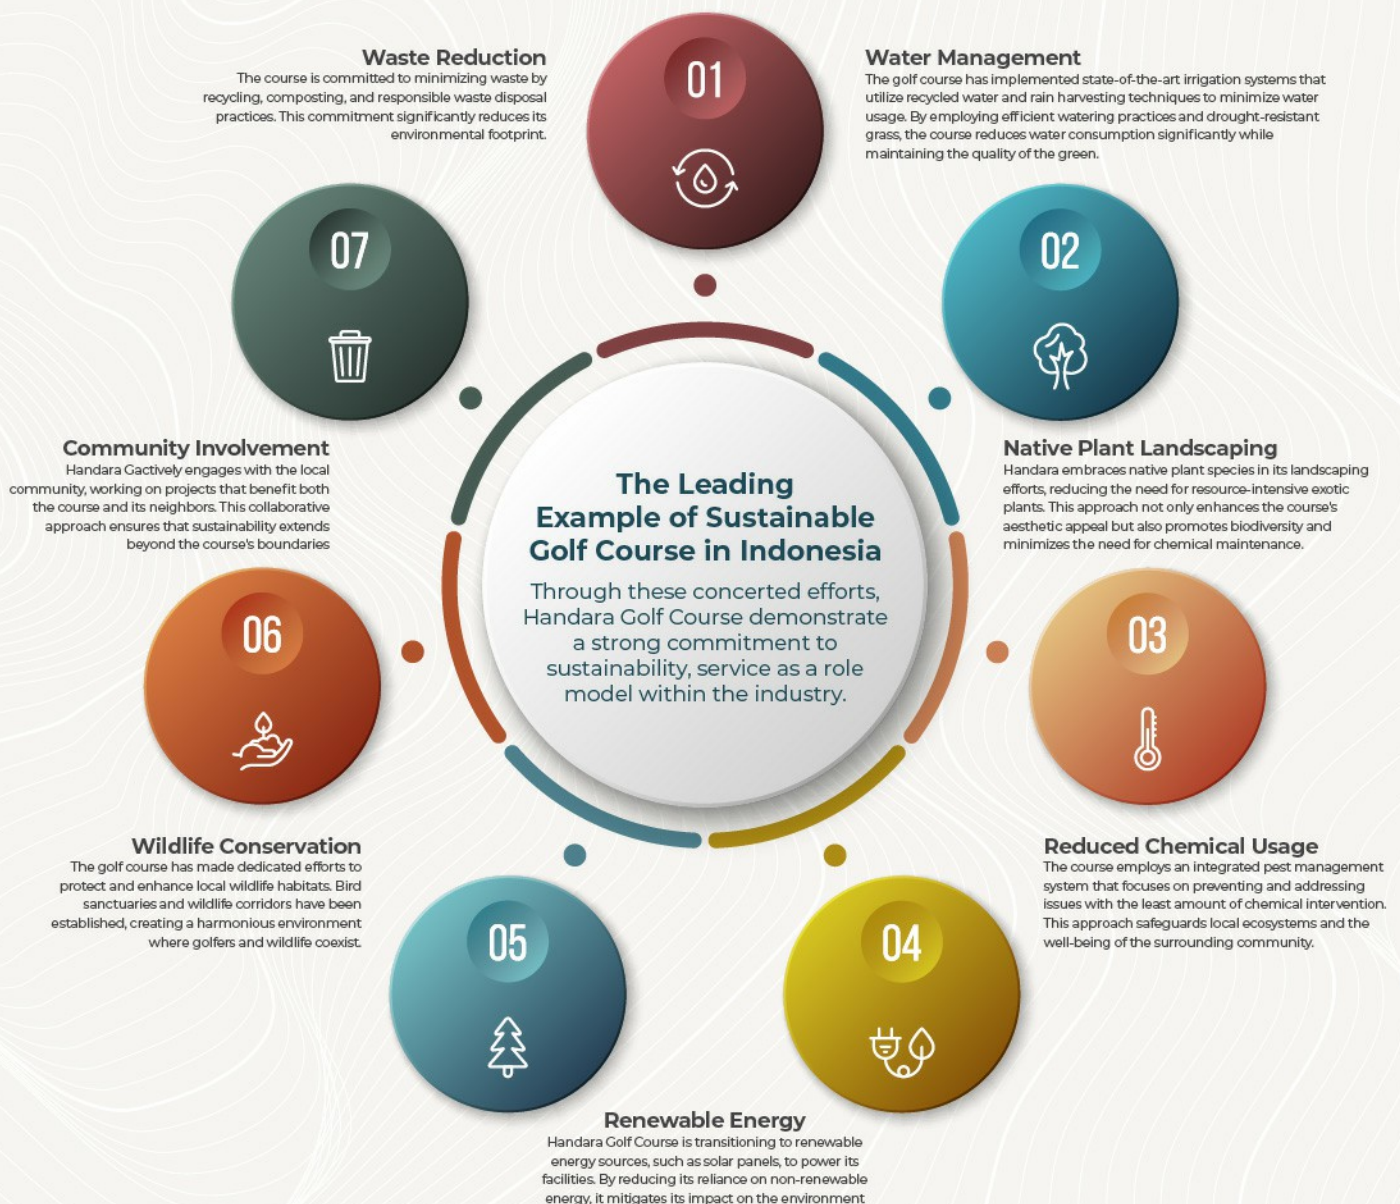 01
Water Management
The golf course has implemented state-of-the-art irrigation systems that
utilize recycled water and rain harvesting techniques to minimize water
usage. By employing efficient watering practices and drought-resistant
grass, the course reduces water consumption significantly while
maintaining the quality of the green.
02
Native Plant Landscaping
Handara embraces native plant species in its landscaping
efforts, reducing the need for resource-intensive exotic
plants. This approach not only enhances the course's
aesthetic appeal but also promotes biodiversity and
minimizes the need for chemical maintenance.
03
Reduced Chemical Usage
The course employs an integrated pest management
system that focuses on preventing and addressing
issues with the least amount of chemical intervention.
This approach safeguards local ecosystems and the
well-being of the surrounding community.
04
Renewable Energy
Handara Golf Course is transitioning to renewable
energy sources, such as solar panels, to power its
facilities. By reducing its reliance on non-renewable
energy, it mitigates its impact on the environment
05
Wildlife Conservation
The golf course has made dedicated efforts to
protect and enhance local wildlife habitats. Bird
sanctuaries and wildlife corridors have been
established, creating a harmonious environment
where golfers and wildlife coexist.
06
Community Involvement
Handara Gactively engages with the local
community, working on projects that benefit both
the course and its neighbors. This collaborative
approach ensures that sustainability extends
beyond the course's boundaries
07
Waste Reduction
The course is committed to minimizing waste by
recycling, composting, and responsible waste disposal
practices. This commitment significantly reduces its
environmental footprint.
The Leading
Example of Sustainable
Golf Course in Indonesia
Through these concerted efforts,
Handara Golf Course demonstrate
a strong commitment to
sustainability, service as a role
model within the industry.